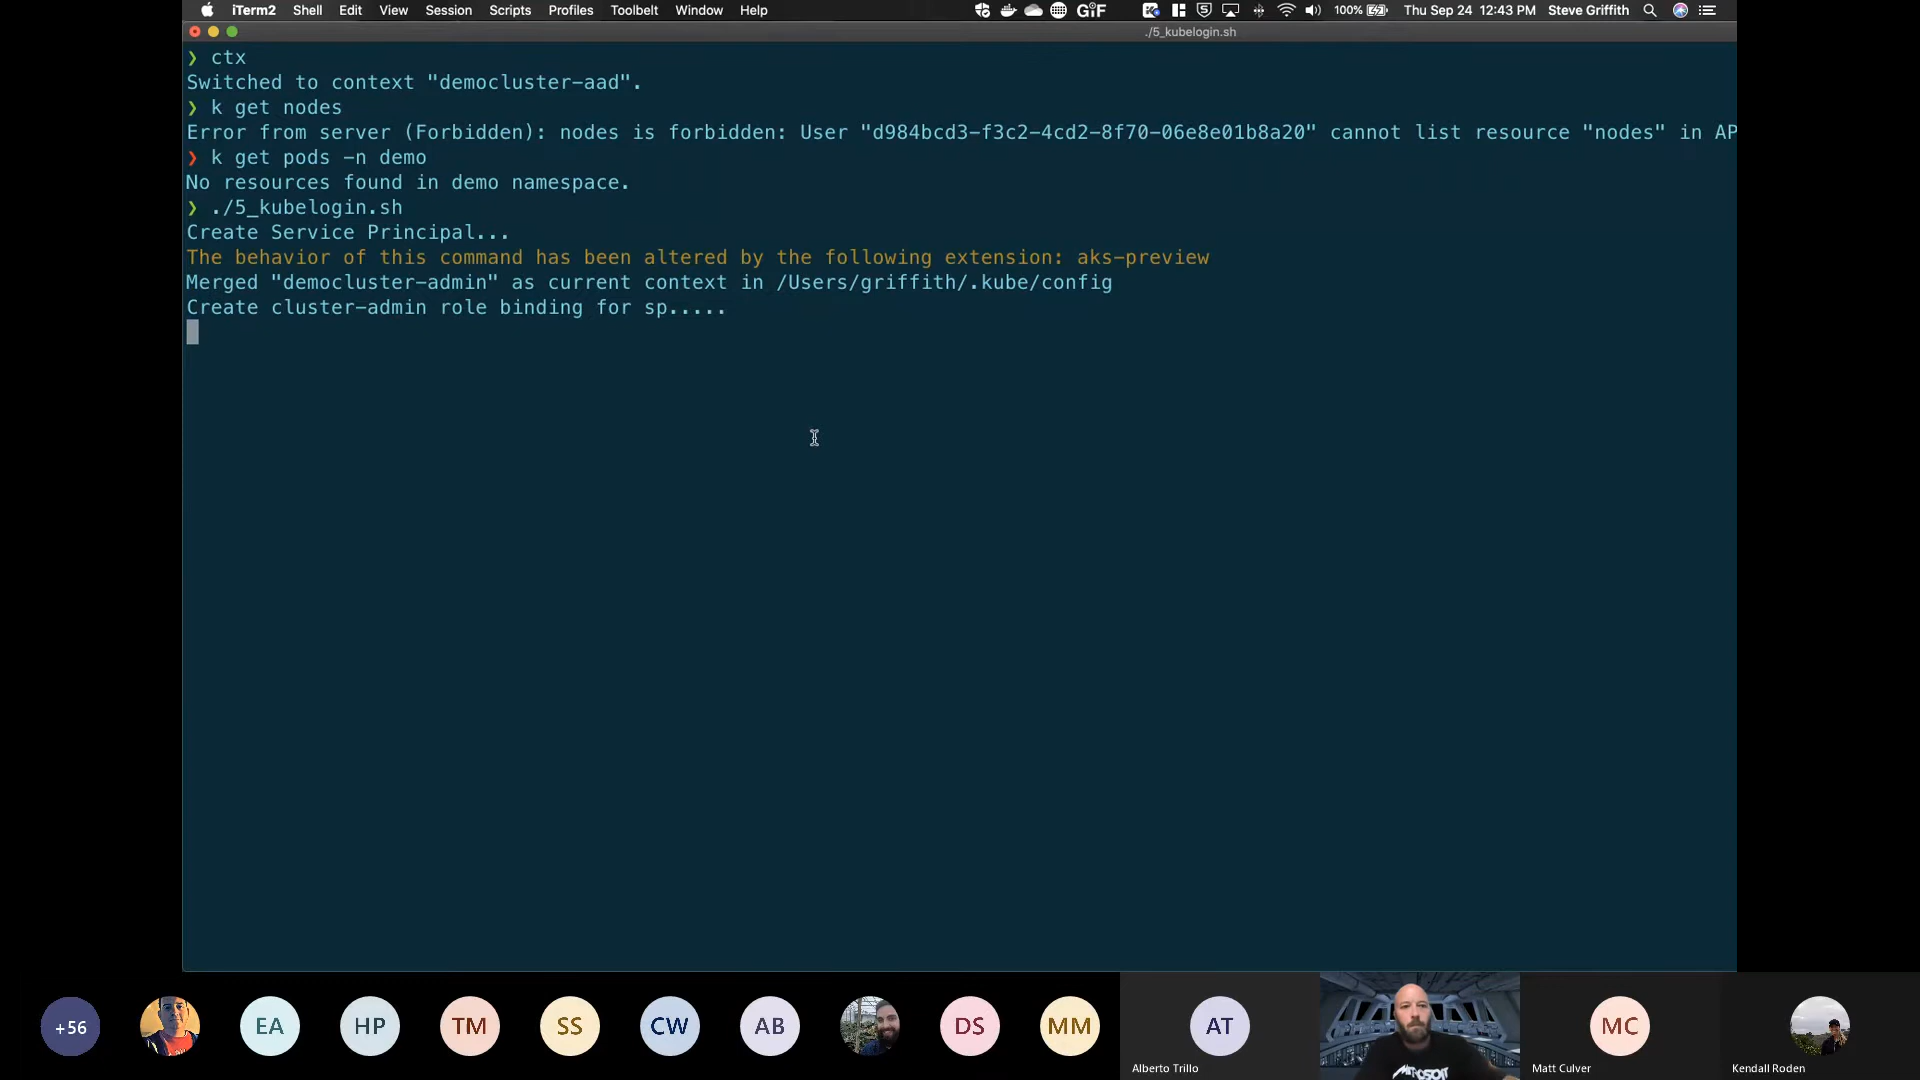 iTerm2 Shell Edit View Session Scripts Profiles Toolbelt Window Help GIF 100% Thu Sep 24 12:43 PM Steve Griffith
./5_kubelogin.sh
❯ ctx
Switched to context "democluster-aad".
❯ k get nodes
Error from server (Forbidden): nodes is forbidden: User "d984bcd3-f3c2-4cd2-8f70-06e8e01b8a20" cannot list resource "nodes" in AP
❯ k get pods -n demo
No resources found in demo namespace.
❯ ./5_kubelogin.sh
Create Service Principal...
The behavior of this command has been altered by the following extension: aks-preview
Merged "democluster-admin" as current context in /Users/griffith/.kube/config
Create cluster-admin role binding for sp.....
+56 EA HP TM SS CW AB DS MM AT MC
MICROSOFT
Alberto Trillo Matt Culver Kendall Roden